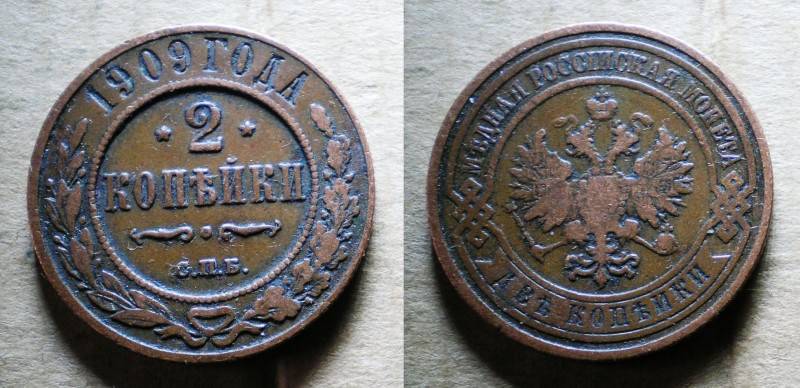 1909 ГОДА
2
КОПѢЙКИ
С.П.Б.
МѢДНАЯ РОССІЙСКАЯ МОНЕТА
ДВѢ КОПѢЙКИ